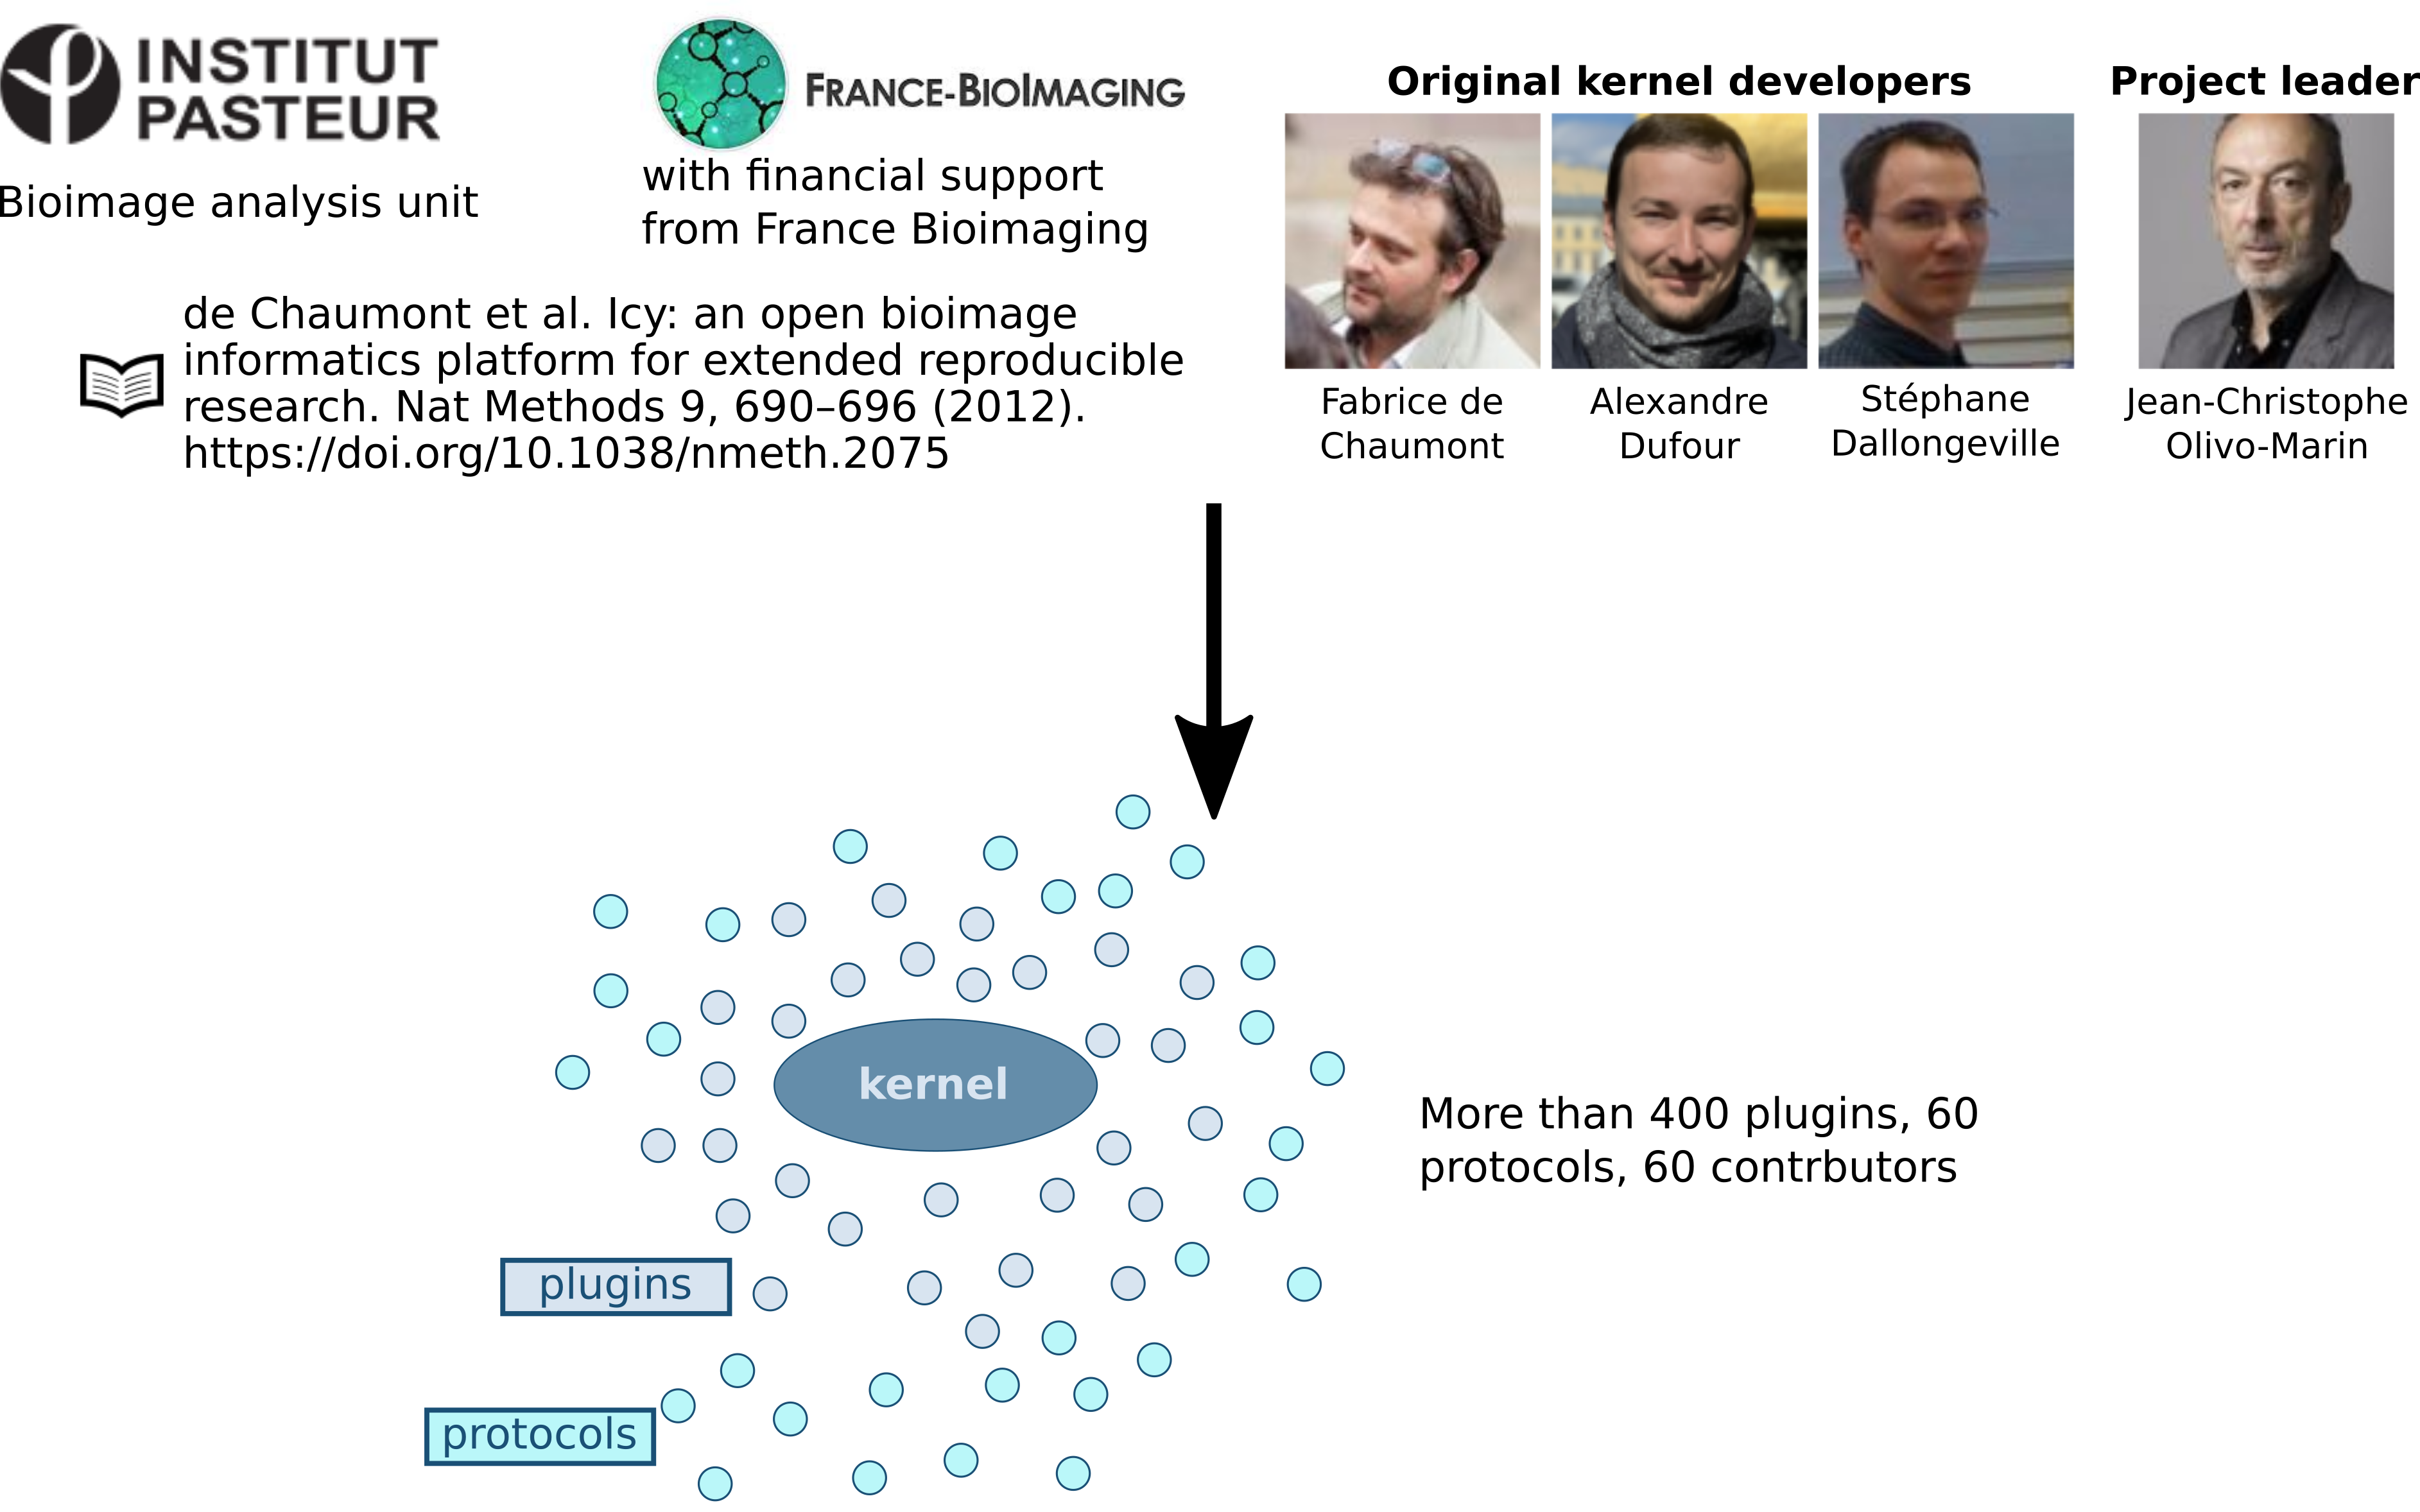 INSTITUT
PASTEUR
Bioimage analysis unit
FRANCE-BIOIMAGING
with financial support
from France Bioimaging
de Chaumont et al. Icy: an open bioimage
informatics platform for extended reproducible
research. Nat Methods 9, 690–696 (2012).
https://doi.org/10.1038/nmeth.2075
Original kernel developers
Project leader
Fabrice de
Chaumont
Alexandre
Dufour
Stéphane
Dallongeville
Jean-Christophe
Olivo-Marin
kernel
More than 400 plugins, 60
protocols, 60 contrbutors
plugins
protocols